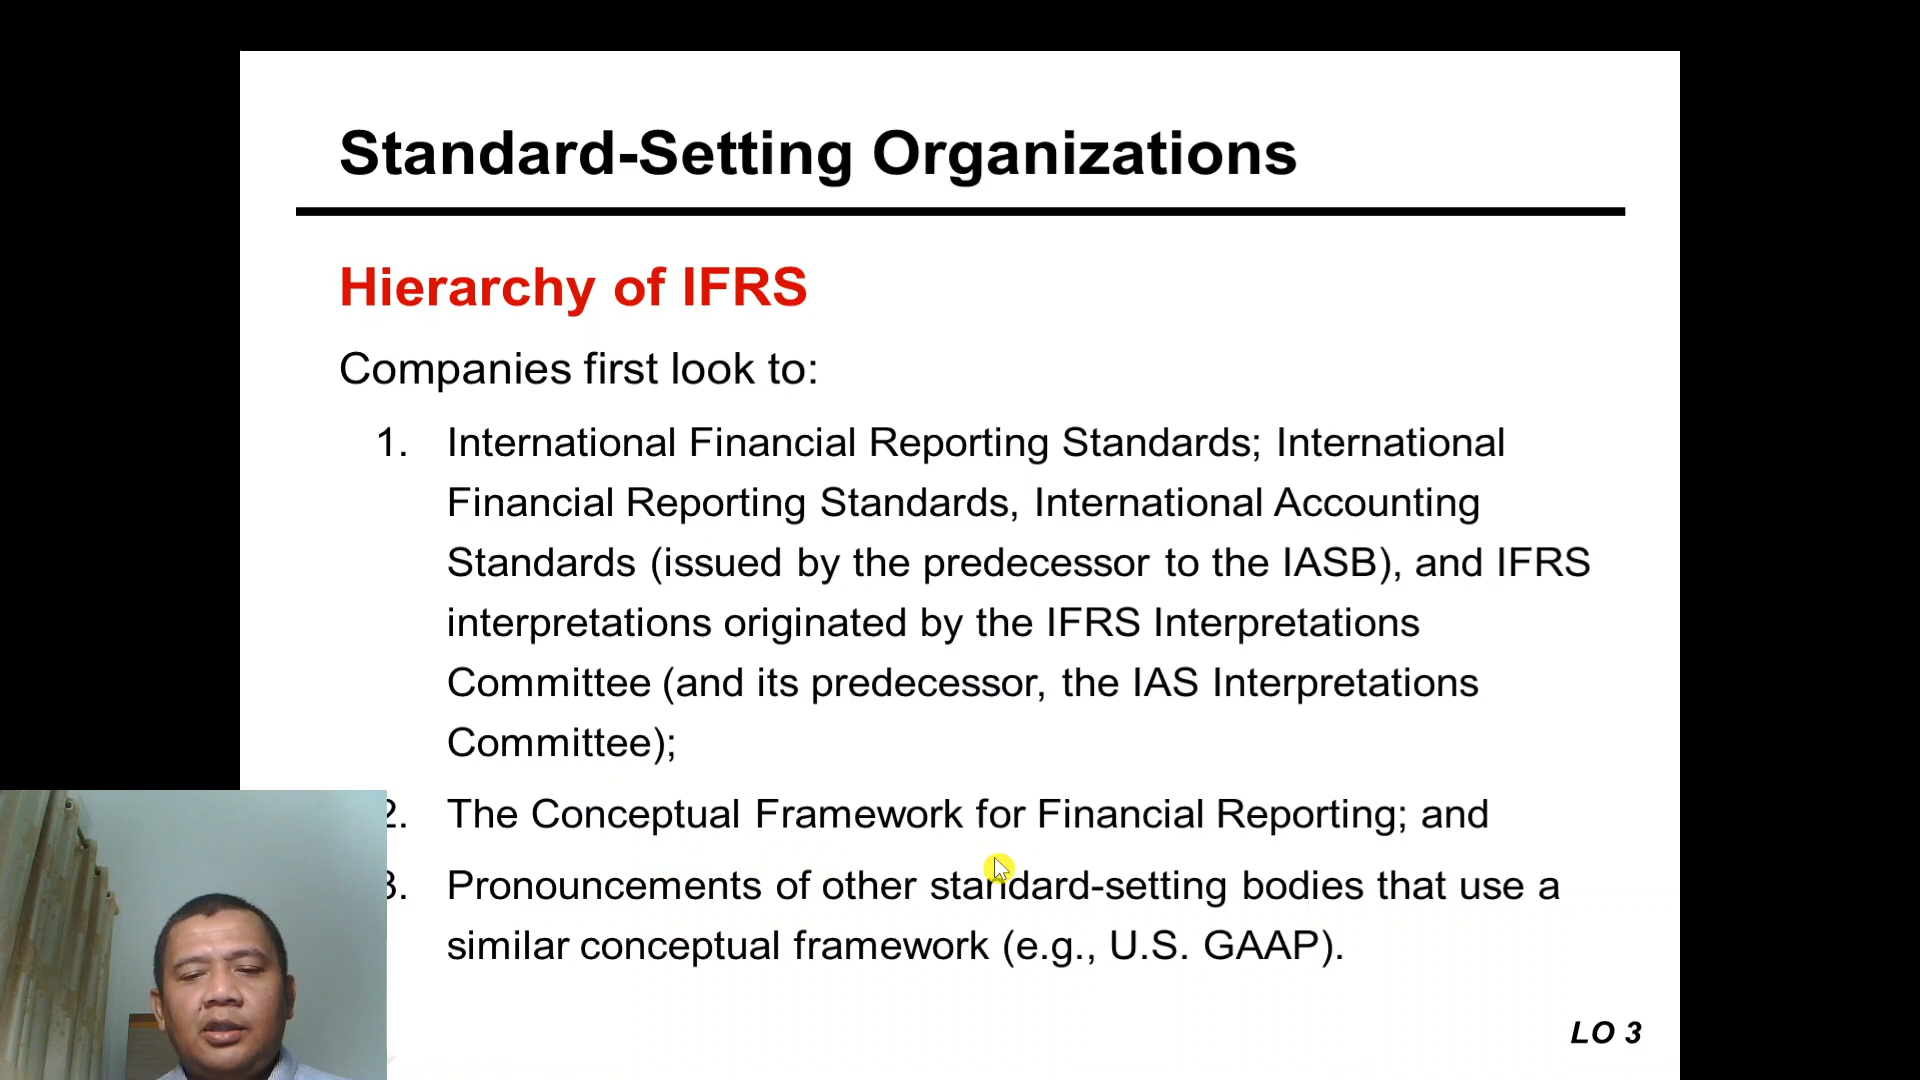 Standard-Setting Organizations
Hierarchy of IFRS
Companies first look to:
1. International Financial Reporting Standards; International
Financial Reporting Standards, International Accounting
Standards (issued by the predecessor to the IASB), and IFRS
interpretations originated by the IFRS Interpretations
Committee (and its predecessor, the IAS Interpretations
Committee);
2. The Conceptual Framework for Financial Reporting; and
3. Pronouncements of other standard-setting bodies that use a
similar conceptual framework (e.g., U.S. GAAP).
LO 3